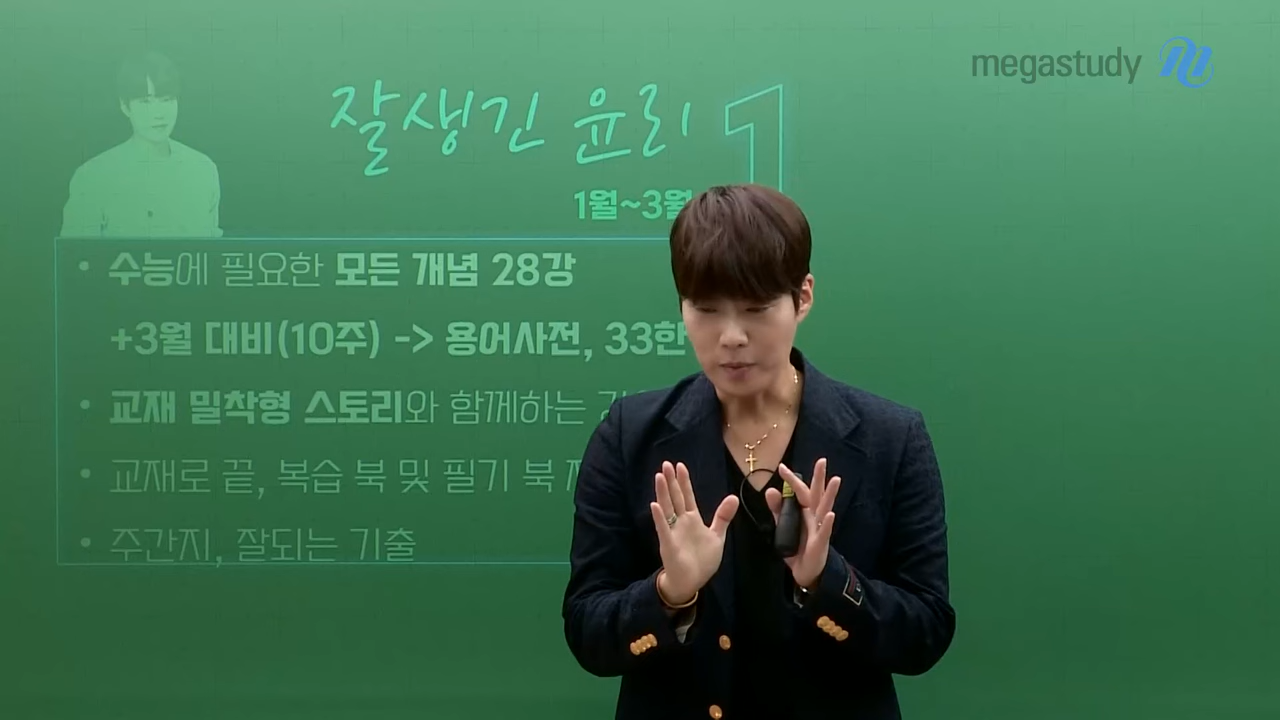 megastudy
잘생긴 윤리 1
1월~3월
• 수능에 필요한 모든 개념 28강
+3월 대비(10주) -> 용어사전, 33한
• 교재 밀착형 스토리와 함께하는
• 교재로 끝, 복습 북 및 필기 북
• 주간지, 잘되는 기출